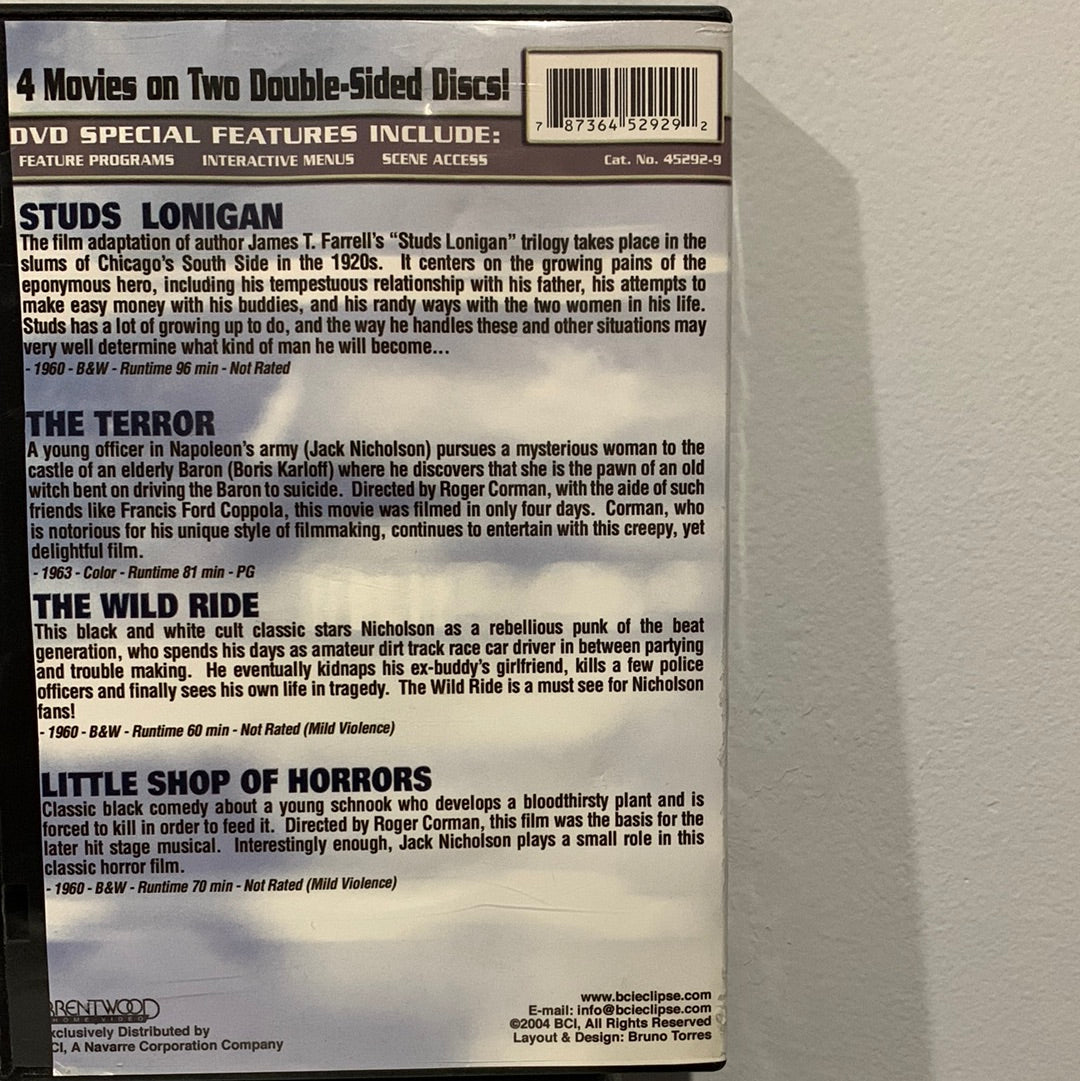 4 Movies on Two Double-Sided Discs!
7 87364 52929 2
DVD SPECIAL FEATURES INCLUDE:
FEATURE PROGRAMS INTERACTIVE MENUS SCENE ACCESS
Cat. No. 45292-9
STUDS LONIGAN
The film adaptation of author James T. Farrell's “Studs Lonigan” trilogy takes place in the
slums of Chicago's South Side in the 1920s. It centers on the growing pains of the
eponymous hero, including his tempestuous relationship with his father, his attempts to
make easy money with his buddies, and his randy ways with the two women in his life.
Studs has a lot of growing up to do, and the way he handles these and other situations may
very well determine what kind of man he will become...
- 1960 - B&W - Runtime 96 min - Not Rated
THE TERROR
A young officer in Napoleon's army (Jack Nicholson) pursues a mysterious woman to the
castle of an elderly Baron (Boris Karloff) where he discovers that she is the pawn of an old
witch bent on driving the Baron to suicide. Directed by Roger Corman, with the aide of such
friends like Francis Ford Coppola, this movie was filmed in only four days. Corman, who
is notorious for his unique style of filmmaking, continues to entertain with this creepy, yet
delightful film.
- 1963 - Color - Runtime 81 min - PG
THE WILD RIDE
This black and white cult classic stars Nicholson as a rebellious punk of the beat
generation, who spends his days as amateur dirt track race car driver in between partying
and trouble making. He eventually kidnaps his ex-buddy's girlfriend, kills a few police
officers and finally sees his own life in tragedy. The Wild Ride is a must see for Nicholson
fans!
- 1960 - B&W - Runtime 60 min - Not Rated (Mild Violence)
LITTLE SHOP OF HORRORS
Classic black comedy about a young schnook who develops a bloodthirsty plant and is
forced to kill in order to feed it. Directed by Roger Corman, this film was the basis for the
later hit stage musical. Interestingly enough, Jack Nicholson plays a small role in this
classic horror film.
- 1960 - B&W - Runtime 70 min - Not Rated (Mild Violence)
BRENTWOOD
HOME VIDEO
xclusively Distributed by
CI, A Navarre Corporation Company
www.bcieclipse.com
E-mail: info@bcieclipse.com
©2004 BCI, All Rights Reserved
Layout & Design: Bruno Torres